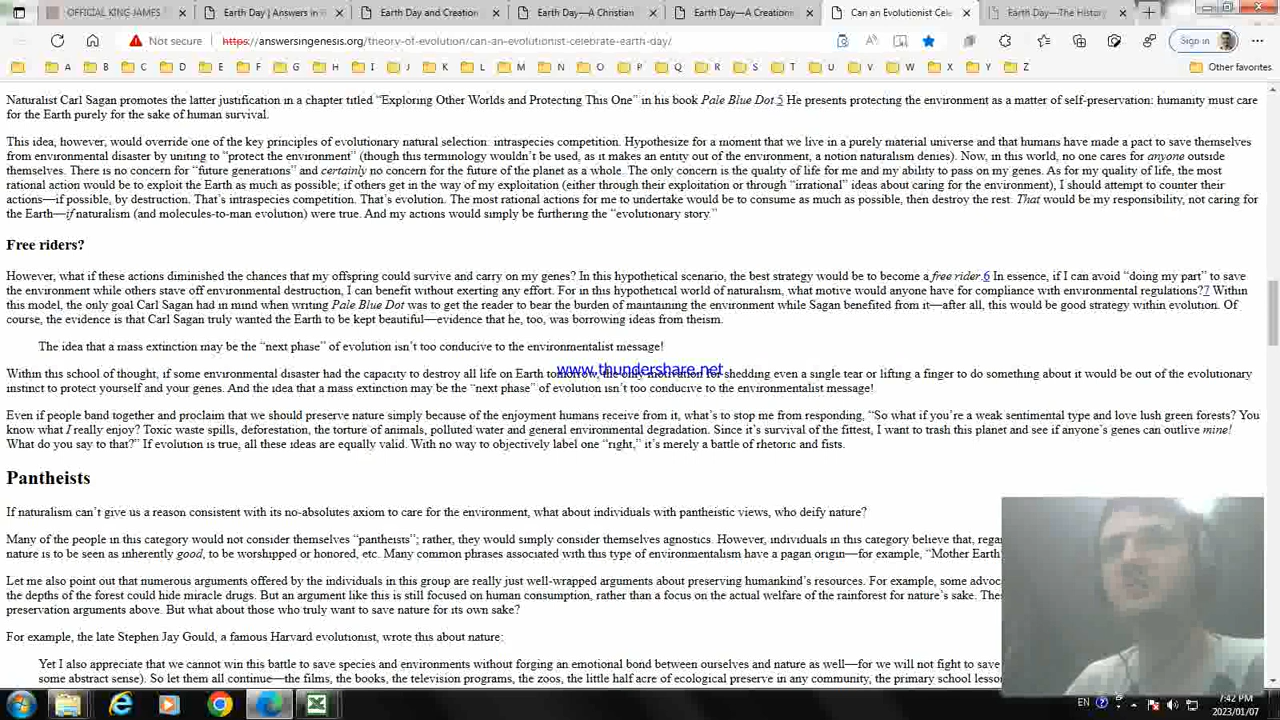 OFFICIAL KING JAMES
Earth Day | Answers in
Earth Day and Creation
Earth Day—A Christian
Earth Day—A Creation
Can an Evolutionist Cele
Earth Day—The History
Not secure
https://answersingenesis.org/theory-of-evolution/can-an-evolutionist-celebrate-earth-day/
Sign in
A B C D E F G H I J K L M N O P Q R S T U V W X Y Z Other favorites
Naturalist Carl Sagan promotes the latter justification in a chapter titled “Exploring Other Worlds and Protecting This One” in his book Pale Blue Dot.5 He presents protecting the environment as a matter of self-preservation: humanity must care
for the Earth purely for the sake of human survival.
This idea, however, would override one of the key principles of evolutionary natural selection: intraspecies competition. Hypothesize for a moment that we live in a purely material universe and that humans have made a pact to save themselves
from environmental disaster by uniting to “protect the environment” (though this terminology wouldn’t be used, as it makes an entity out of the environment, a notion naturalism denies). Now, in this world, no one cares for anyone outside
themselves. There is no concern for “future generations” and certainly no concern for the future of the planet as a whole. The only concern is the quality of life for me and my ability to pass on my genes. As for my quality of life, the most
rational action would be to exploit the Earth as much as possible; if others get in the way of my exploitation (either through their exploitation or through “irrational” ideas about caring for the environment), I should attempt to counter their
actions—if possible, by destruction. That’s intraspecies competition. That’s evolution. The most rational actions for me to undertake would be to consume as much as possible, then destroy the rest. That would be my responsibility, not caring for
the Earth—if naturalism (and molecules-to-man evolution) were true. And my actions would simply be furthering the “evolutionary story.”
Free riders?
However, what if these actions diminished the chances that my offspring could survive and carry on my genes? In this hypothetical scenario, the best strategy would be to become a free rider.6 In essence, if I can avoid “doing my part” to save
the environment while others stave off environmental destruction, I can benefit without exerting any effort. For in this hypothetical world of naturalism, what motive would anyone have for compliance with environmental regulations?7 Within
this model, the only goal Carl Sagan had in mind when writing Pale Blue Dot was to get the reader to bear the burden of maintaining the environment while Sagan benefited from it—after all, this would be good strategy within evolution. Of
course, the evidence is that Carl Sagan truly wanted the Earth to be kept beautiful—evidence that he, too, was borrowing ideas from theism.
The idea that a mass extinction may be the “next phase” of evolution isn’t too conducive to the environmentalist message!
www.thundershare.net
Within this school of thought, if some environmental disaster had the capacity to destroy all life on Earth tomorrow, the only motivation for shedding even a single tear or lifting a finger to do something about it would be out of the evolutionary
instinct to protect yourself and your genes. And the idea that a mass extinction may be the “next phase” of evolution isn’t too conducive to the environmentalist message!
Even if people band together and proclaim that we should preserve nature simply because of the enjoyment humans receive from it, what’s to stop me from responding, “So what if you’re a weak sentimental type and love lush green forests? You
know what I really enjoy? Toxic waste spills, deforestation, the torture of animals, polluted water and general environmental degradation. Since it’s survival of the fittest, I want to trash this planet and see if anyone’s genes can outlive mine!
What do you say to that?” If evolution is true, all these ideas are equally valid. With no way to objectively label one “right,” it’s merely a battle of rhetoric and fists.
Pantheists
If naturalism can’t give us a reason consistent with its no-absolutes axiom to care for the environment, what about individuals with pantheistic views, who deify nature?
Many of the people in this category would not consider themselves “pantheists”; rather, they would simply consider themselves agnostics. However, individuals in this category believe that, rega
nature is to be seen as inherently good, to be worshipped or honored, etc. Many common phrases associated with this type of environmentalism have a pagan origin—for example, “Mother Earth
Let me also point out that numerous arguments offered by the individuals in this group are really just well-wrapped arguments about preserving humankind’s resources. For example, some advoc
the depths of the forest could hide miracle drugs. But an argument like this is still focused on human consumption, rather than a focus on the actual welfare of the rainforest for nature’s sake. The
preservation arguments above. But what about those who truly want to save nature for its own sake?
For example, the late Stephen Jay Gould, a famous Harvard evolutionist, wrote this about nature:
Yet I also appreciate that we cannot win this battle to save species and environments without forging an emotional bond between ourselves and nature as well—for we will not fight to save
some abstract sense). So let them all continue—the films, the books, the television programs, the zoos, the little half acre of ecological preserve in any community, the primary school lesso
EN
7:42 PM
2023/01/07